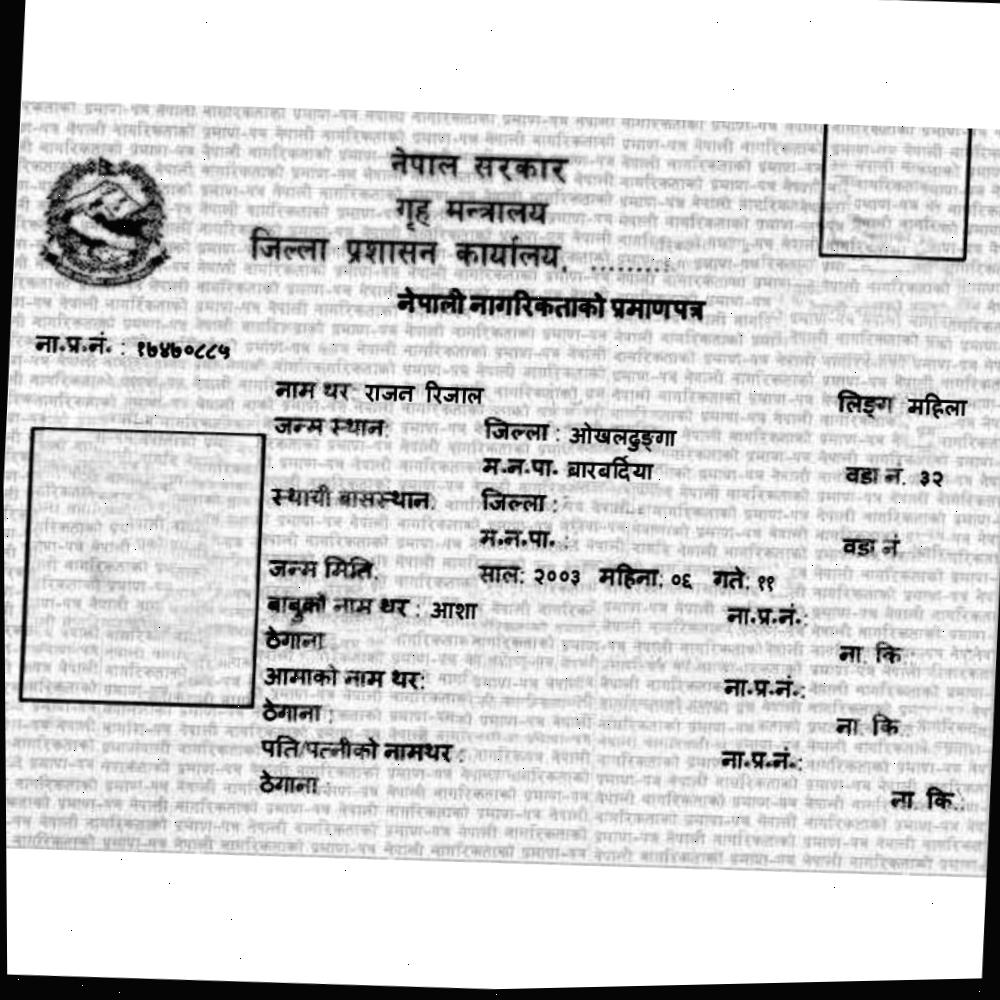 नेपाल सरकार
गृह मन्त्रालय
जिल्ला प्रशासन कार्यालय, .........
नेपाली नागरिकताको प्रमाणपत्र
ना.प्र.नं. : १७४७०८८५
नाम थर: राजन रिजाल लिङ्ग महिला
जन्म स्थान: जिल्ला : ओखलढुङ्गा
म.न.पा. बारबर्दिया वडा नं. ३२
स्थायी बासस्थान: जिल्ला :
म.न.पा. : वडा नं
जन्म मिति: साल: २००३ महिना: ०६ गते: ११
बाबुको नाम थर : आशा ना.प्र.नं.:
ठेगाना ना. कि.:
आमाको नाम थर: ना.प्र.नं.:
ठेगाना : ना. कि.
पति/पत्नीको नामथर : ना.प्र.नं.:
ठेगाना : ना. कि.: